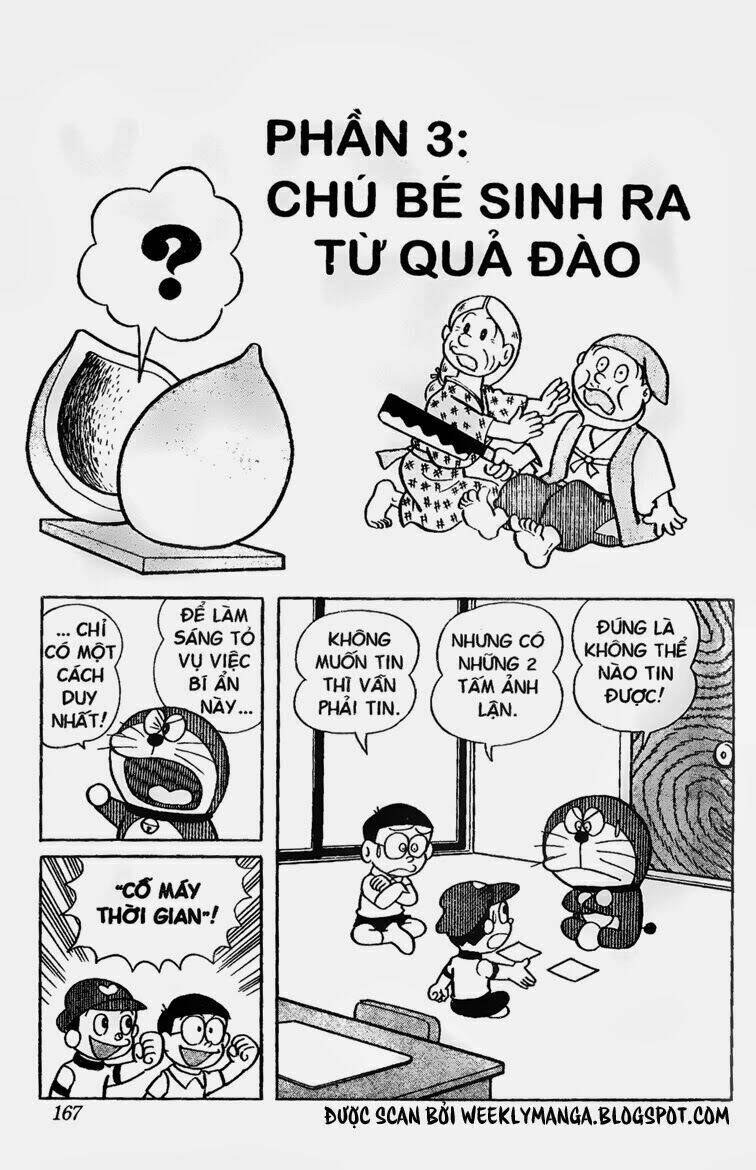 PHẦN 3:
CHÚ BÉ SINH RA
TỪ QUẢ ĐÀO
?
ĐÚNG LÀ
KHÔNG THỂ
NÀO TIN
ĐƯỢC!
NHƯNG CÓ
NHỮNG 2
TẤM ẢNH
LẬN.
KHÔNG
MUỐN TIN
THÌ VẪN
PHẢI TIN.
ĐỂ LÀM
SÁNG TỎ
VỤ VIỆC
BÍ ẨN
NÀY...
... CHỈ
CÓ MỘT
CÁCH
DUY
NHẤT!
“CỖ MÁY
THỜI GIAN”!
167
ĐƯỢC SCAN BỞI WEEKLYMANGA.BLOGSPOT.COM